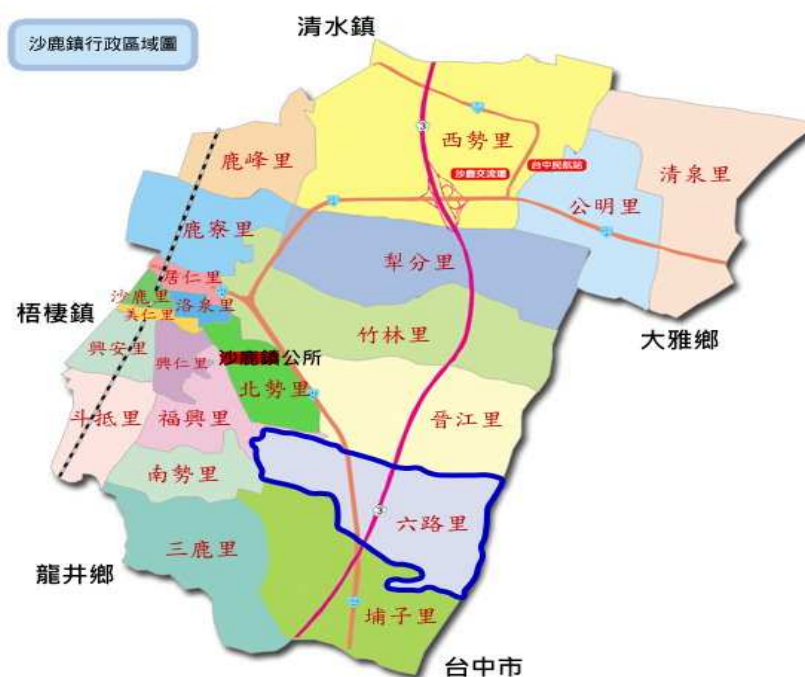 沙鹿鎮行政區域圖
清水鎮
3
西勢里
鹿峰里
沙鹿交流道
台中民航站
清泉里
公明里
鹿寮里
犁分里
居仁里
沙鹿里
洛泉里
美仁里
梧棲鎮
大雅鄉
竹林里
興安里
興仁里
沙鹿鎮公所
北勢里
斗抵里
福興里
晉江里
南勢里
3
六路里
三鹿里
龍井鄉
埔子里
台中市